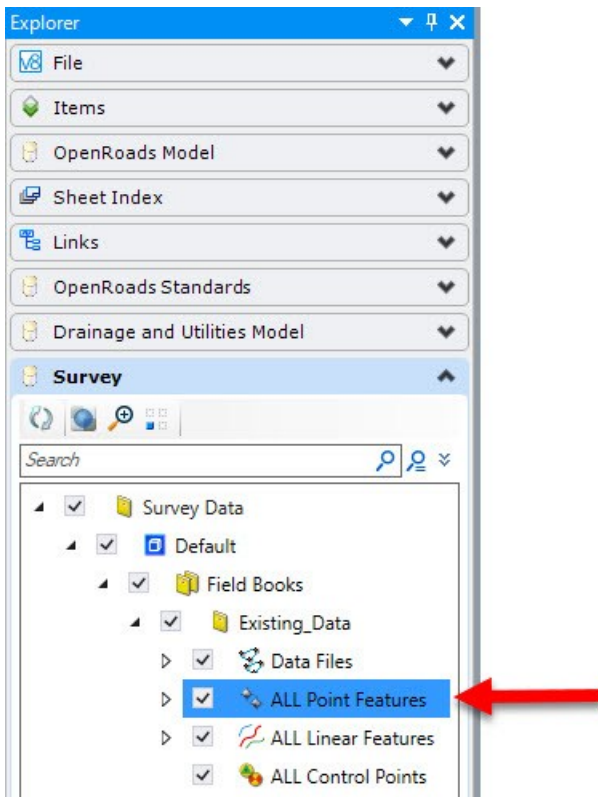 Explorer
V8 File
Items
OpenRoads Model
Sheet Index
Links
OpenRoads Standards
Drainage and Utilities Model
Survey
Search
Survey Data
Default
Field Books
Existing_Data
Data Files
ALL Point Features
ALL Linear Features
ALL Control Points